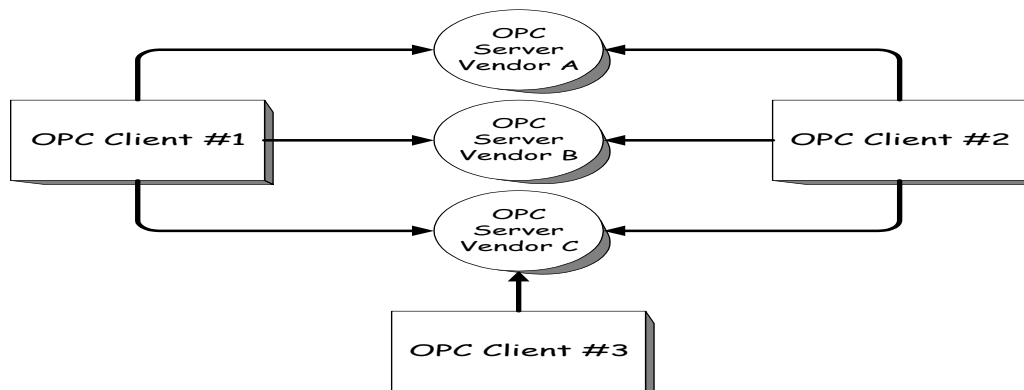 OPC
Server
Vendor A
OPC Client #1
OPC
Server
Vendor B
OPC Client #2
OPC
Server
Vendor C
OPC Client #3